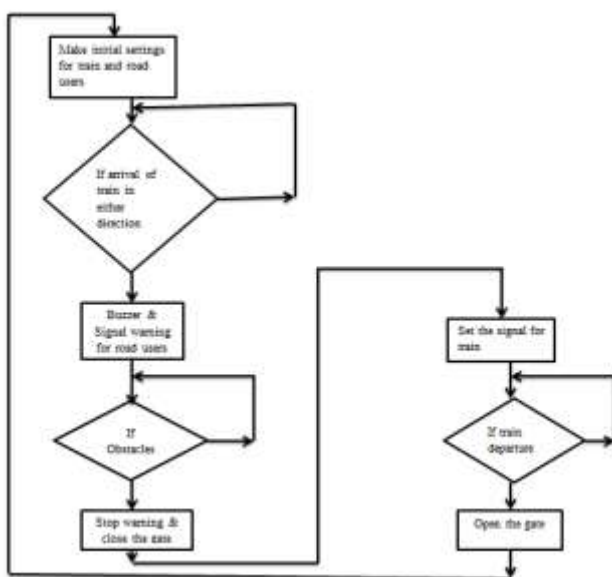 Make initial settings
for train and road
users
If arrival of
train in
either
direction
Buzzer &
Signal warning
for road users
If
Obstacles
Stop warning &
close the gate
Set the signal for
train
If train
departure
Open the gate